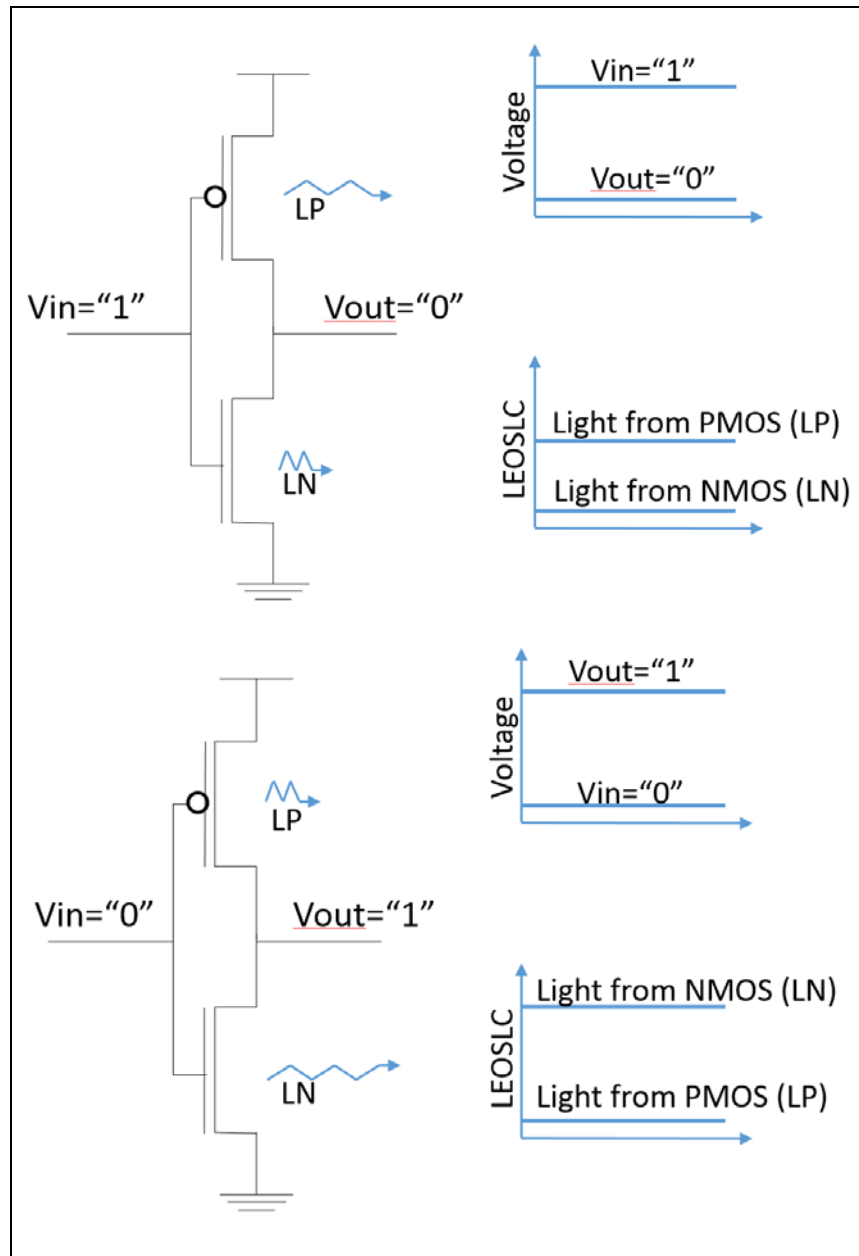 Voltage
Vin=“1”
Vout=“0”
LP
Vin=“1”
Vout=“0”
LN
LEOSLC
Light from PMOS (LP)
Light from NMOS (LN)
Voltage
Vout=“1”
Vin=“0”
LP
Vin=“0”
Vout=“1”
LN
LEOSLC
Light from NMOS (LN)
Light from PMOS (LP)